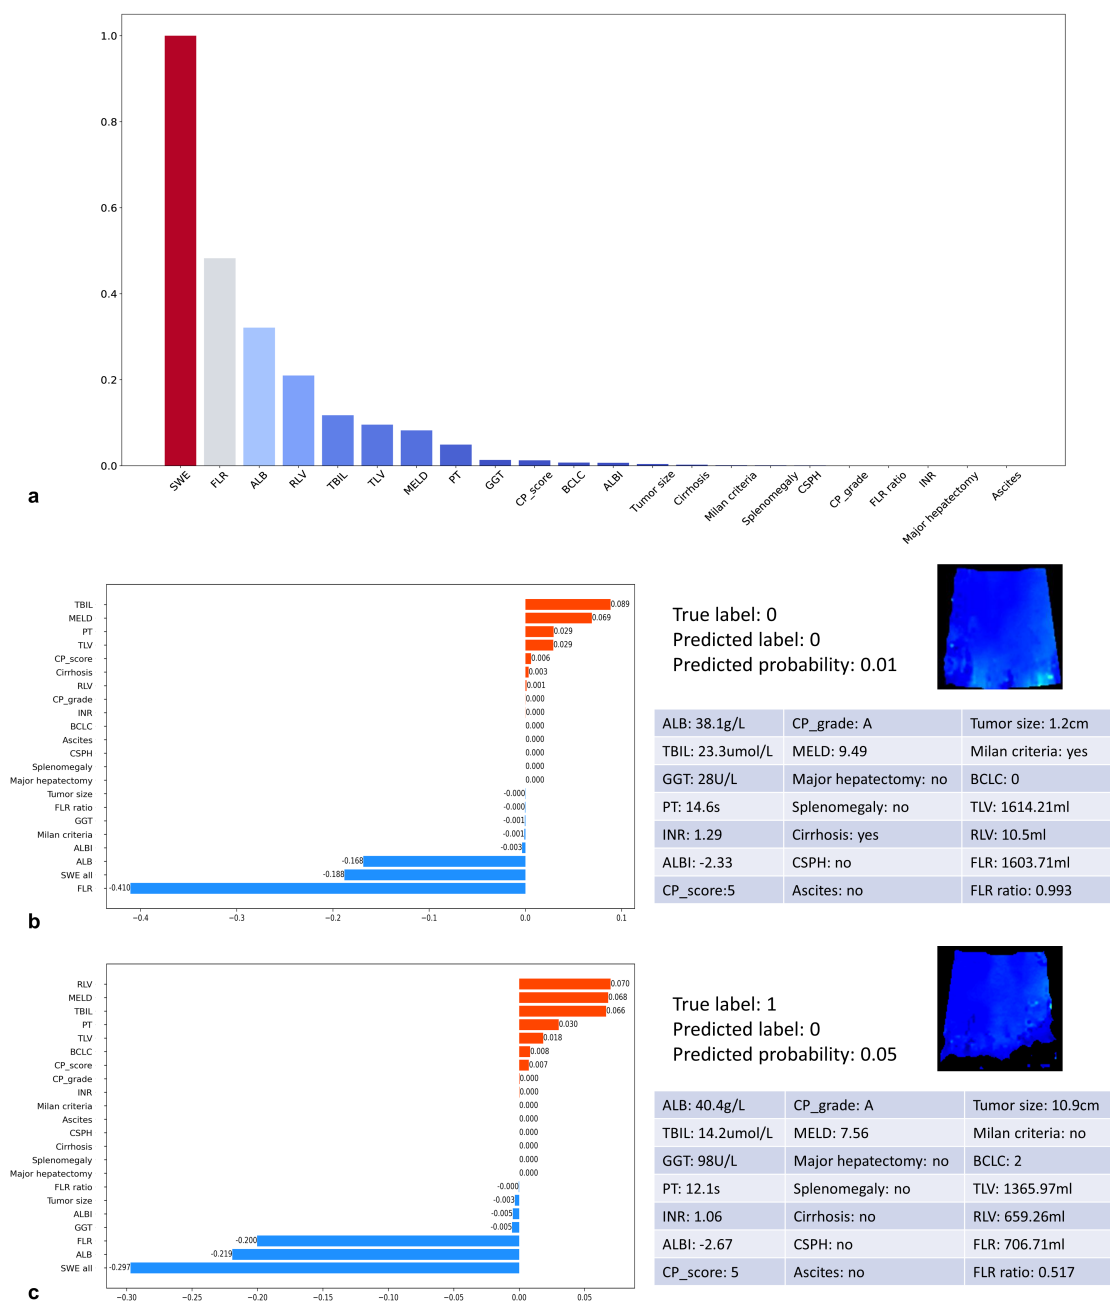 1.0
0.8
0.6
0.4
0.2
0.0
SWE FLR ALB RLV TBIL TLV MELD PT GGT CP_score BCLC ALBI Tumor size Cirrhosis Milan criteria Splenomegaly CSPH CP_grade FLR ratio INR Major hepatectomy Ascites
a
TBIL 0.089
MELD 0.069
PT 0.029
TLV 0.029
CP_score 0.006
Cirrhosis 0.003
RLV 0.001
CP_grade 0.000
INR 0.000
BCLC 0.000
Ascites 0.000
CSPH 0.000
Splenomegaly 0.000
Major hepatectomy 0.000
Tumor size -0.000
FLR ratio -0.000
GGT -0.001
Milan criteria -0.001
ALBI -0.003
ALB -0.168
SWE all -0.188
FLR -0.410
−0.4 −0.3 −0.2 −0.1 0.0 0.1
b
True label: 0
Predicted label: 0
Predicted probability: 0.01
ALB: 38.1g/L CP_grade: A Tumor size: 1.2cm
TBIL: 23.3umol/L MELD: 9.49 Milan criteria: yes
GGT: 28U/L Major hepatectomy: no BCLC: 0
PT: 14.6s Splenomegaly: no TLV: 1614.21ml
INR: 1.29 Cirrhosis: yes RLV: 10.5ml
ALBI: -2.33 CSPH: no FLR: 1603.71ml
CP_score:5 Ascites: no FLR ratio: 0.993
RLV 0.070
MELD 0.068
TBIL 0.066
PT 0.030
TLV 0.018
BCLC 0.008
CP_score 0.007
CP_grade 0.000
INR 0.000
Milan criteria 0.000
Ascites 0.000
CSPH 0.000
Cirrhosis 0.000
Splenomegaly 0.000
Major hepatectomy 0.000
FLR ratio -0.000
Tumor size -0.003
ALBI -0.005
GGT -0.005
FLR -0.200
ALB -0.219
SWE all -0.297
−0.30 −0.25 −0.20 −0.15 −0.10 −0.05 0.00 0.05
c
True label: 1
Predicted label: 0
Predicted probability: 0.05
ALB: 40.4g/L CP_grade: A Tumor size: 10.9cm
TBIL: 14.2umol/L MELD: 7.56 Milan criteria: no
GGT: 98U/L Major hepatectomy: no BCLC: 2
PT: 12.1s Splenomegaly: no TLV: 1365.97ml
INR: 1.06 Cirrhosis: no RLV: 659.26ml
ALBI: -2.67 CSPH: no FLR: 706.71ml
CP_score: 5 Ascites: no FLR ratio: 0.517